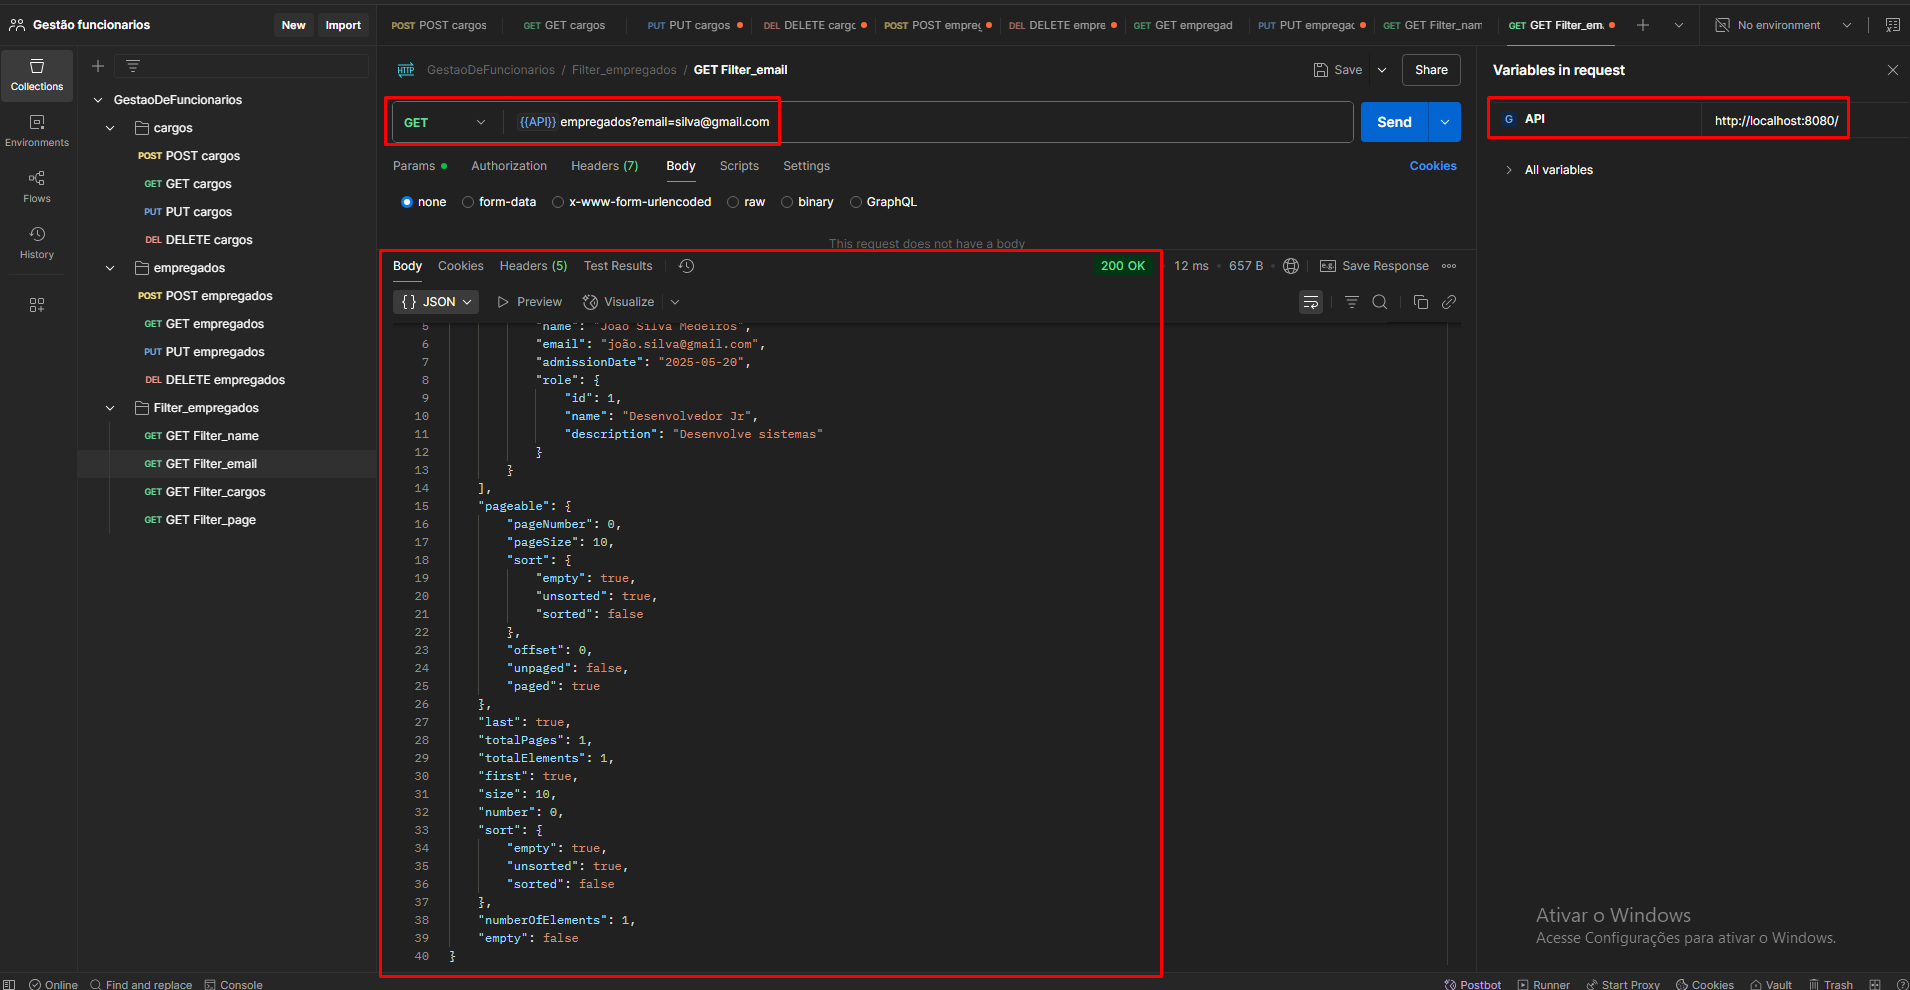 Gestão funcionarios
New
Import
POST POST cargos
GET GET cargos
PUT PUT cargos
DEL DELETE cargc
POST POST empreg
DEL DELETE empre
GET GET empregad
PUT PUT empregac
GET GET Filter_nam
GET GET Filter_em
No environment
Collections
Environments
Flows
History
GestaoDeFuncionarios
cargos
POST POST cargos
GET GET cargos
PUT PUT cargos
DEL DELETE cargos
empregados
POST POST empregados
GET GET empregados
PUT PUT empregados
DEL DELETE empregados
Filter_empregados
GET GET Filter_name
GET GET Filter_email
GET GET Filter_cargos
GET GET Filter_page
HTTP GestaoDeFuncionarios / Filter_empregados / GET Filter_email
Save
Share
GET {{API}} empregados?email=silva@gmail.com
Send
Params Authorization Headers (7) Body Scripts Settings
Cookies
none form-data x-www-form-urlencoded raw binary GraphQL
This request does not have a body
Body Cookies Headers (5) Test Results
200 OK 12 ms 657 B
e.g. Save Response
{} JSON Preview Visualize
5 "name": "João Silva Medeiros",
6 "email": "joão.silva@gmail.com",
7 "admissionDate": "2025-05-20",
8 "role": {
9 "id": 1,
10 "name": "Desenvolvedor Jr",
11 "description": "Desenvolve sistemas"
12 }
13 }
14 ],
15 "pageable": {
16 "pageNumber": 0,
17 "pageSize": 10,
18 "sort": {
19 "empty": true,
20 "unsorted": true,
21 "sorted": false
22 },
23 "offset": 0,
24 "unpaged": false,
25 "paged": true
26 },
27 "last": true,
28 "totalPages": 1,
29 "totalElements": 1,
30 "first": true,
31 "size": 10,
32 "number": 0,
33 "sort": {
34 "empty": true,
35 "unsorted": true,
36 "sorted": false
37 },
38 "numberOfElements": 1,
39 "empty": false
40 }
Variables in request
G API http://localhost:8080/
All variables
Ativar o Windows
Acesse Configurações para ativar o Windows.
Online Find and replace Console
Postbot Runner Start Proxy Cookies Vault Trash